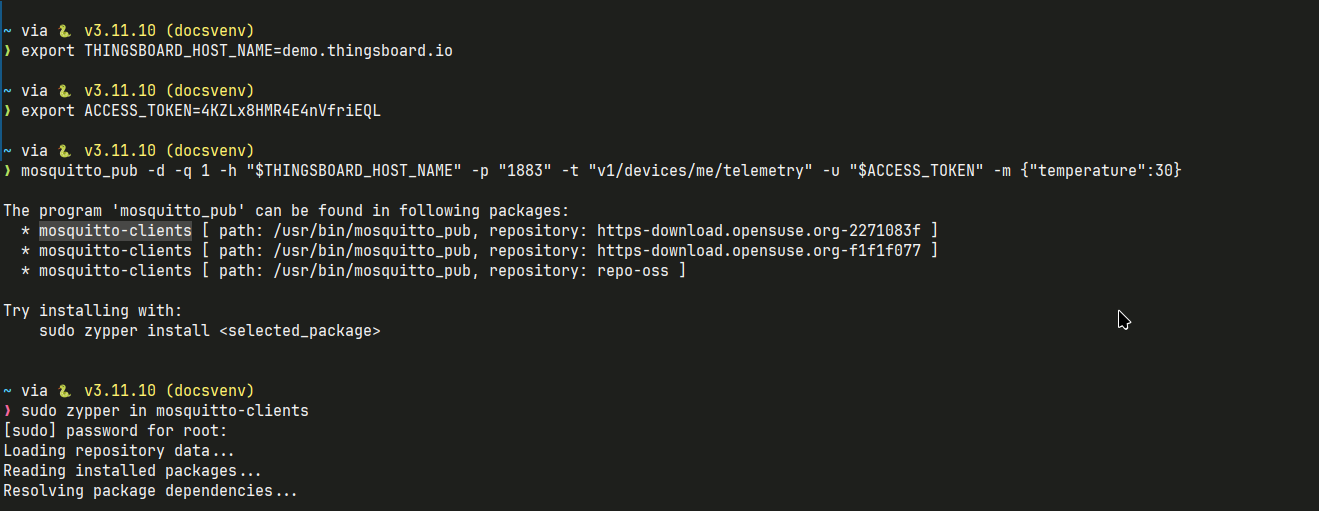 ~ via 🐍 v3.11.10 (docsvenv)
❯ export THINGSBOARD_HOST_NAME=demo.thingsboard.io
~ via 🐍 v3.11.10 (docsvenv)
❯ export ACCESS_TOKEN=4KZLx8HMR4E4nVfriEQL
~ via 🐍 v3.11.10 (docsvenv)
❯ mosquitto_pub -d -q 1 -h "$THINGSBOARD_HOST_NAME" -p "1883" -t "v1/devices/me/telemetry" -u "$ACCESS_TOKEN" -m {"temperature":30}
The program 'mosquitto_pub' can be found in following packages:
* mosquitto-clients [ path: /usr/bin/mosquitto_pub, repository: https-download.opensuse.org-2271083f ]
* mosquitto-clients [ path: /usr/bin/mosquitto_pub, repository: https-download.opensuse.org-f1f1f077 ]
* mosquitto-clients [ path: /usr/bin/mosquitto_pub, repository: repo-oss ]
Try installing with:
sudo zypper install <selected_package>
~ via 🐍 v3.11.10 (docsvenv)
❯ sudo zypper in mosquitto-clients
[sudo] password for root:
Loading repository data...
Reading installed packages...
Resolving package dependencies...